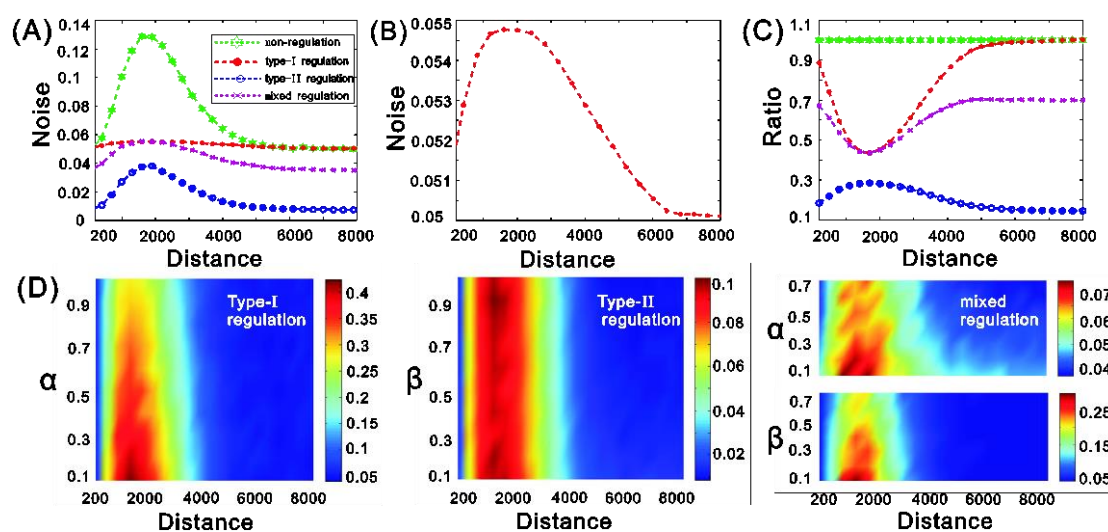 (A)
0.14
0.12
0.10
0.08
0.06
0.04
0.02
0
Noise
non-regulation
type-I regulation
type-II regulation
mixed regulation
200 2000 4000 6000 8000
Distance
(B)
0.055
0.053
0.052
0.051
0.05
Noise
200 2000 4000 6000 8000
Distance
(C)
1.1
0.9
0.7
0.5
0.3
0.1
Ratio
200 2000 4000 6000 8000
Distance
(D)
α
0.9
0.7
0.5
0.3
0.1
Type-I
regulation
0.4
0.35
0.3
0.25
0.2
0.15
0.1
0.05
200 2000 4000 6000 8000
Distance
β
0.9
0.7
0.5
0.3
0.1
Type-II
regulation
0.1
0.08
0.06
0.04
0.02
200 2000 4000 6000 8000
Distance
α
0.7
0.5
0.3
0.1
mixed
regulation
0.07
0.06
0.05
0.04
β
0.7
0.5
0.3
0.1
0.25
0.15
0.05
200 2000 4000 6000 8000
Distance